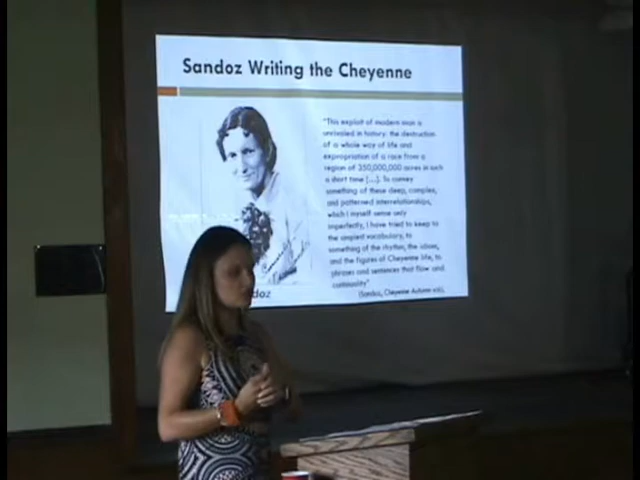 Sandoz Writing the Cheyenne
"This exploit of modern man is
unrivaled in history: the destruction
of a whole way of life and
expropriation of a race from a
region of 350,000,000 acres in such
a short time [...]. To convey
something of these deep, complex,
and patterned interrelationships,
which I myself sense only
imperfectly, I have tried to keep to
the simplest vocabulary, to
something of the rhythm, the idiom,
and the figures of Cheyenne life, to
phrases and sentences that flow and
continuity"
(Sandoz, Cheyenne Autumn
doz